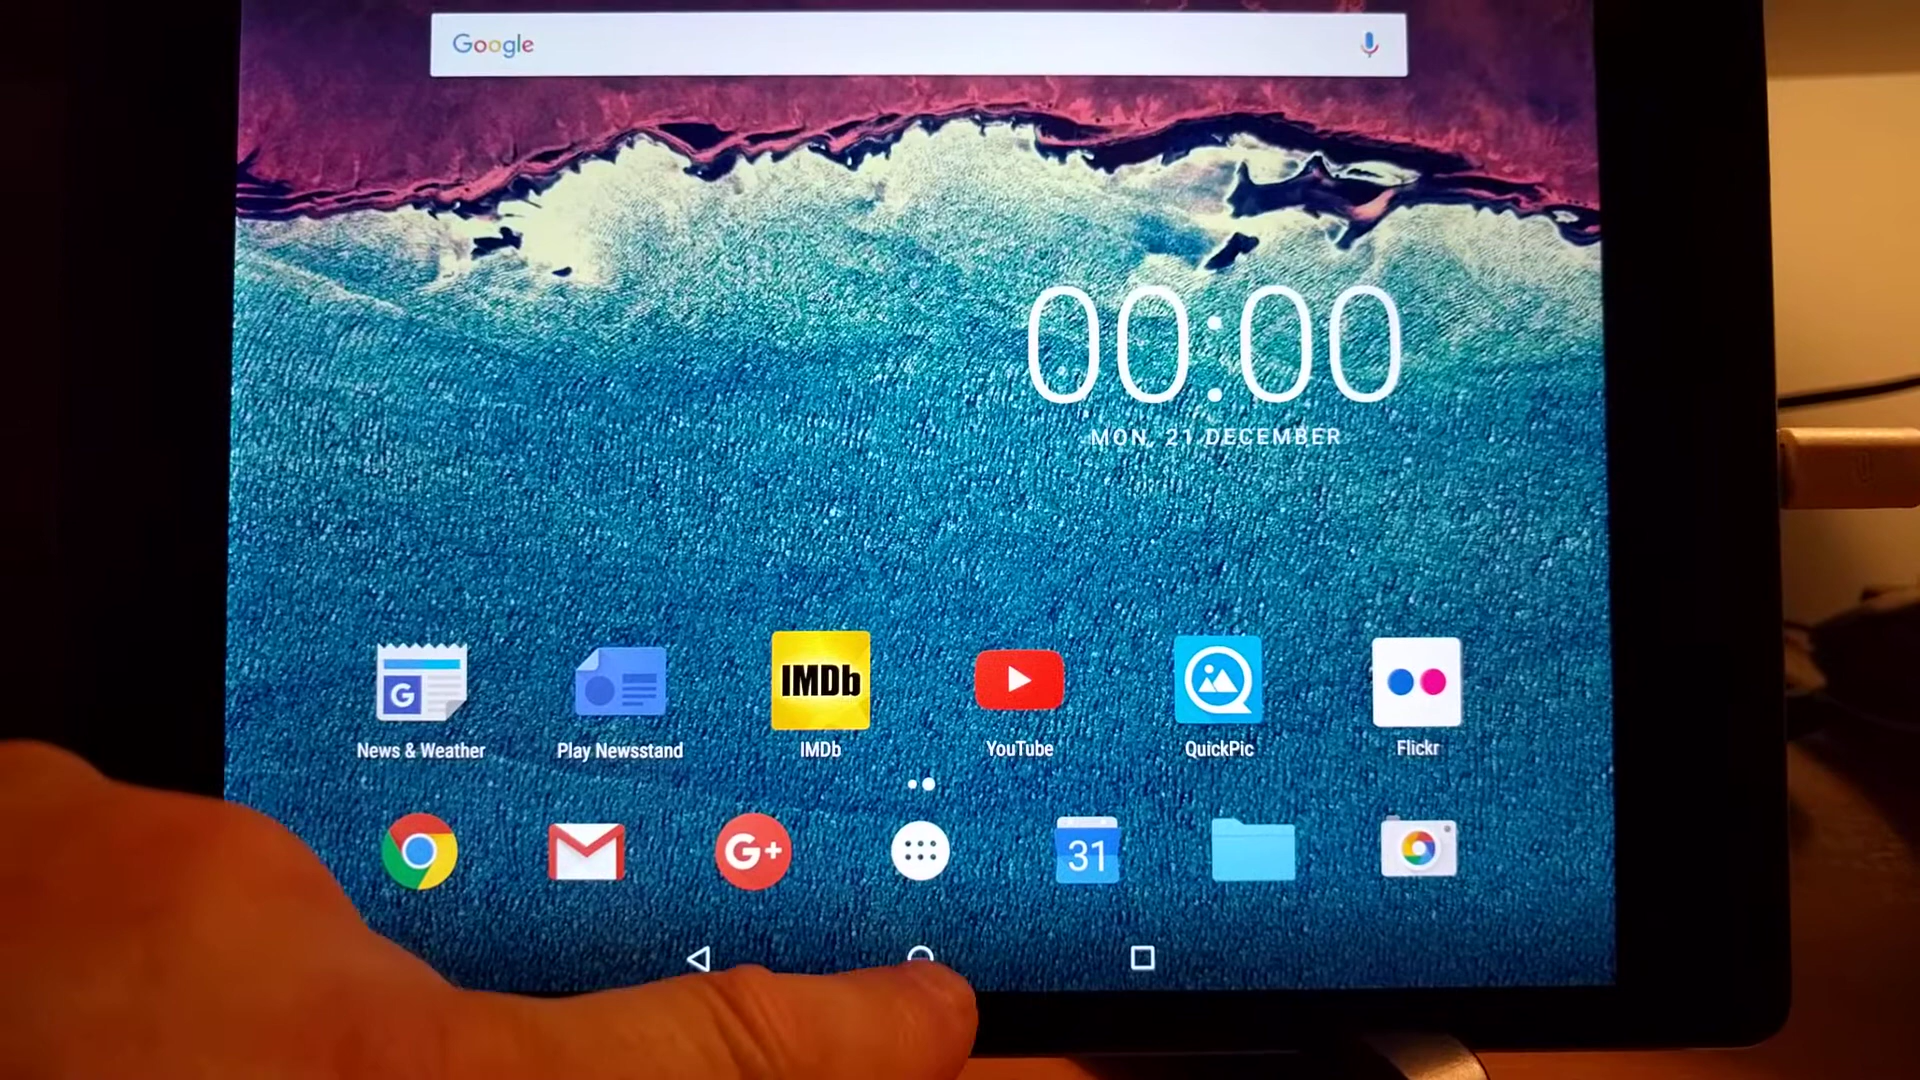 Google
00:00
MON, 21 DECEMBER
G
IMDb
News & Weather
Play Newsstand
IMDb
YouTube
QuickPic
Flickr
G+
31